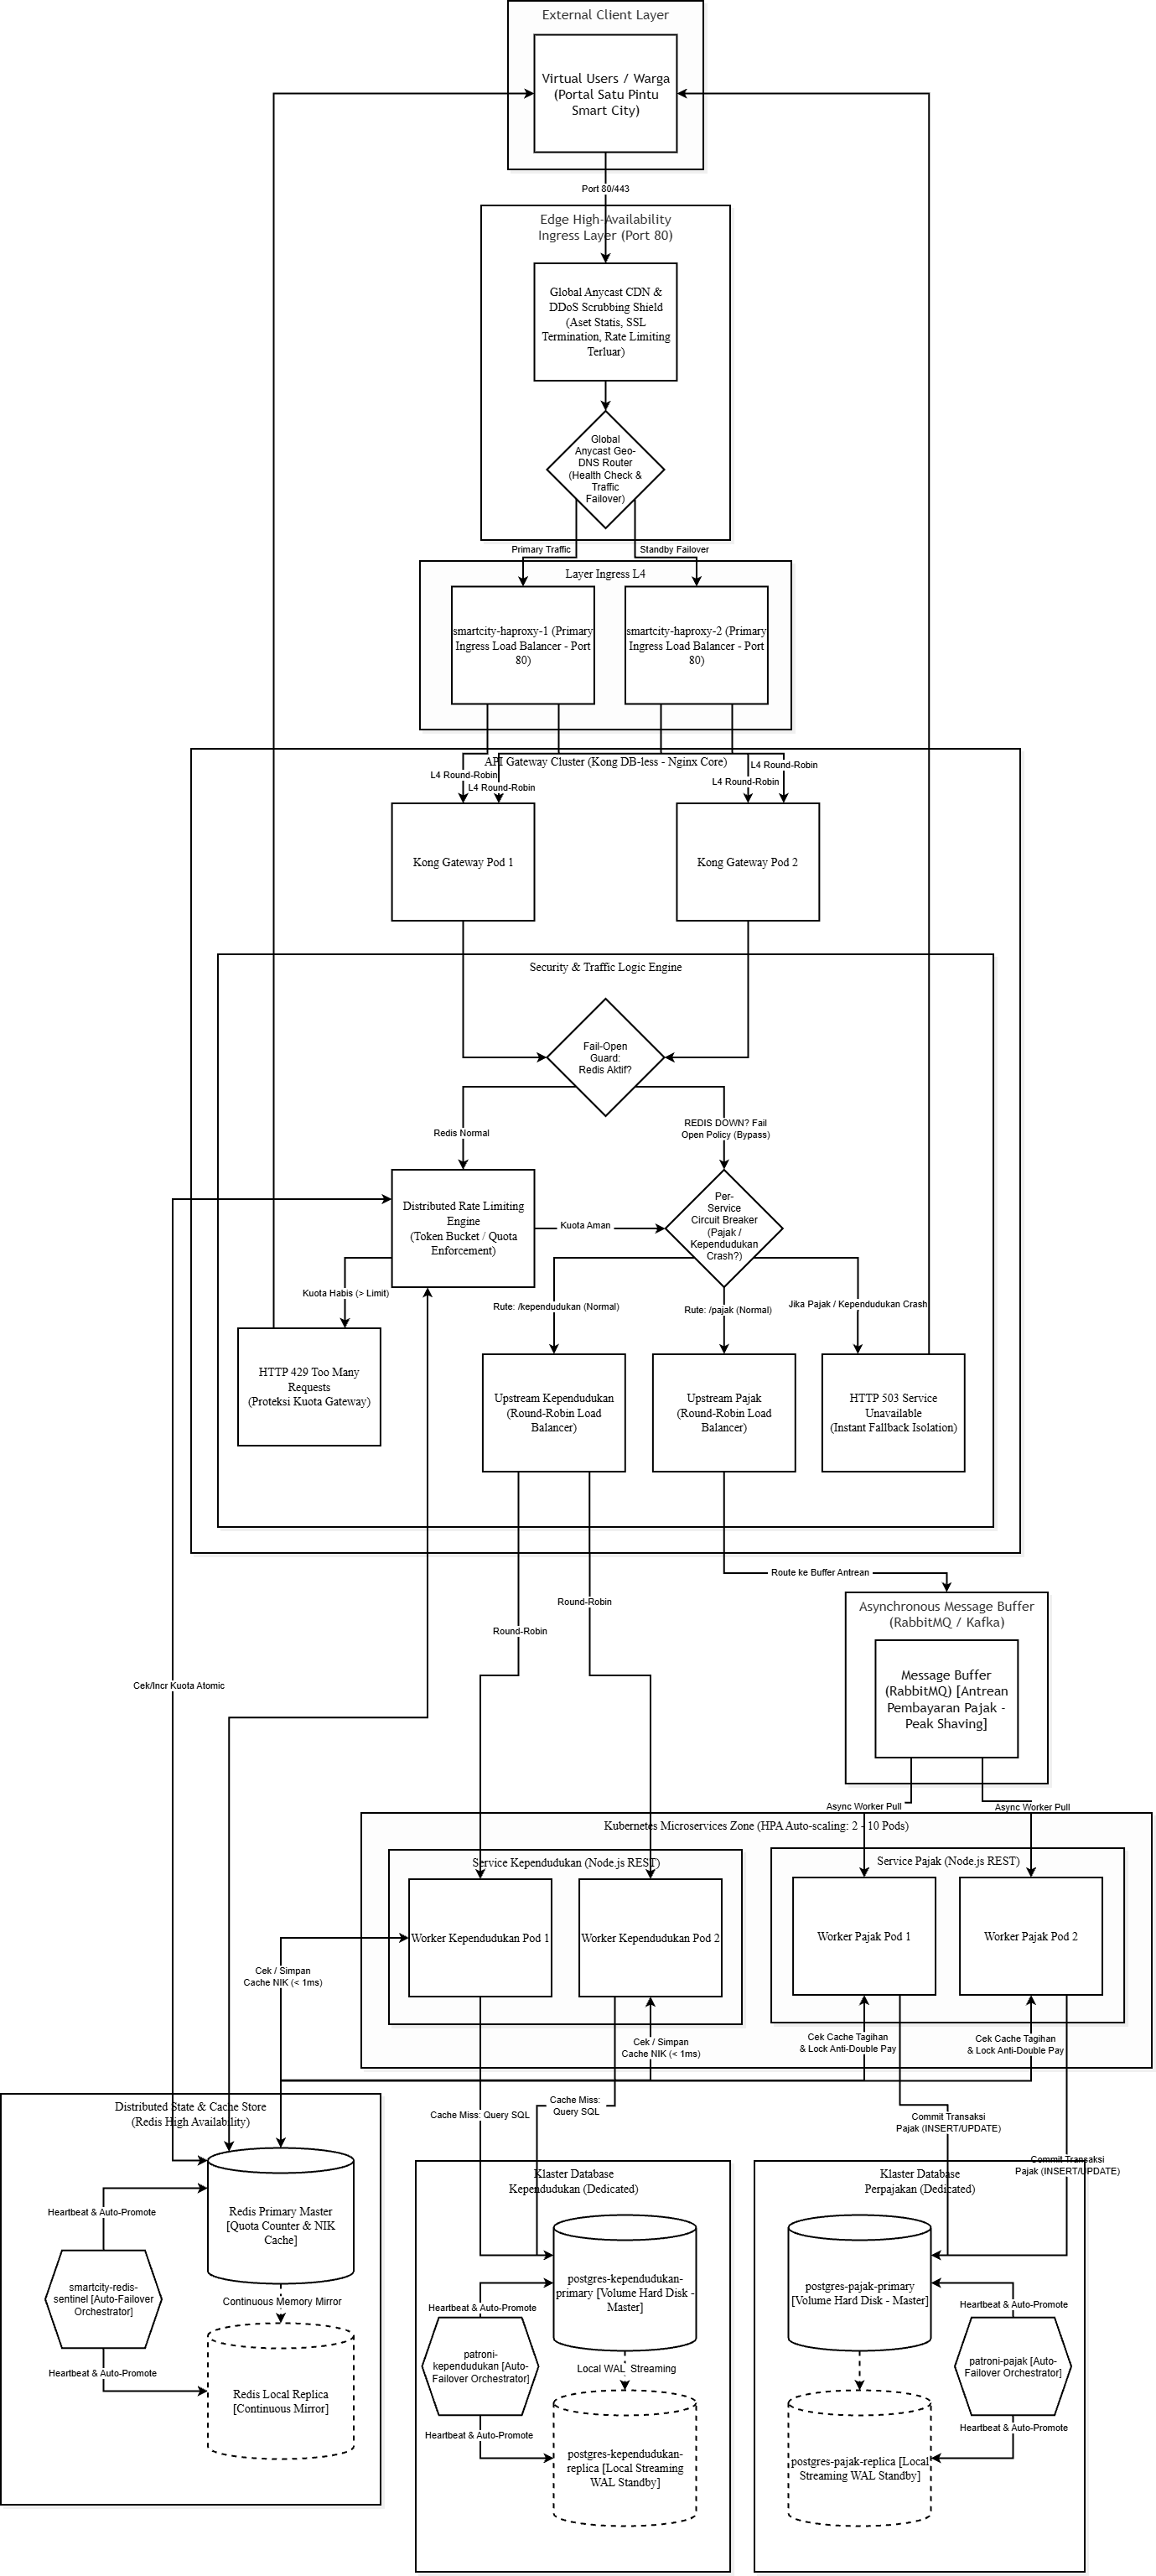 External Client Layer
Virtual Users / Warga
(Portal Satu Pintu
Smart City)
Port 80/443
Edge High-Availability
Ingress Layer (Port 80)
Global Anycast CDN &
DDoS Scrubbing Shield
(Aset Statis, SSL
Termination, Rate Limiting
Terluar)
Global
Anycast Geo-
DNS Router
(Health Check &
Traffic
Failover)
Primary Traffic
Standby Failover
Layer Ingress L4
smartcity-haproxy-1 (Primary
Ingress Load Balancer - Port
80)
smartcity-haproxy-2 (Primary
Ingress Load Balancer - Port
80)
API Gateway Cluster (Kong DB-less - Nginx Core)
L4 Round-Robin
L4 Round-Robin
L4 Round-Robin
L4 Round-Robin
Kong Gateway Pod 1
Kong Gateway Pod 2
Security & Traffic Logic Engine
Fail-Open
Guard:
Redis Aktif?
Redis Normal
REDIS DOWN? Fail
Open Policy (Bypass)
Distributed Rate Limiting
Engine
(Token Bucket / Quota
Enforcement)
Kuota Aman
Per-
Service
Circuit Breaker
(Pajak /
Kependudukan
Crash?)
Kuota Habis (> Limit)
Rute: /kependudukan (Normal)
Rute: /pajak (Normal)
Jika Pajak / Kependudukan Crash
HTTP 429 Too Many
Requests
(Proteksi Kuota Gateway)
Upstream Kependudukan
(Round-Robin Load
Balancer)
Upstream Pajak
(Round-Robin Load
Balancer)
HTTP 503 Service
Unavailable
(Instant Fallback Isolation)
Route ke Buffer Antrean
Round-Robin
Round-Robin
Asynchronous Message Buffer
(RabbitMQ / Kafka)
Message Buffer
(RabbitMQ) [Antrean
Pembayaran Pajak -
Peak Shaving]
Cek/Incr Kuota Atomic
Async Worker Pull
Async Worker Pull
Kubernetes Microservices Zone (HPA Auto-scaling: 2 - 10 Pods)
Service Kependudukan (Node.js REST)
Service Pajak (Node.js REST)
Worker Kependudukan Pod 1
Worker Kependudukan Pod 2
Worker Pajak Pod 1
Worker Pajak Pod 2
Cek / Simpan
Cache NIK (< 1ms)
Cek / Simpan
Cache NIK (< 1ms)
Cek Cache Tagihan
& Lock Anti-Double Pay
Cek Cache Tagihan
& Lock Anti-Double Pay
Distributed State & Cache Store
(Redis High Availability)
Cache Miss: Query SQL
Cache Miss:
Query SQL
Commit Transaksi
Pajak (INSERT/UPDATE)
Commit Transaksi
Pajak (INSERT/UPDATE)
Klaster Database
Kependudukan (Dedicated)
Klaster Database
Perpajakan (Dedicated)
Heartbeat & Auto-Promote
Redis Primary Master
[Quota Counter & NIK
Cache]
smartcity-redis-
sentinel [Auto-Failover
Orchestrator]
Continuous Memory Mirror
Heartbeat & Auto-Promote
Redis Local Replica
[Continuous Mirror]
postgres-kependudukan-
primary [Volume Hard Disk -
Master]
Heartbeat & Auto-Promote
patroni-
kependudukan [Auto-
Failover Orchestrator]
Local WAL Streaming
Heartbeat & Auto-Promote
postgres-kependudukan-
replica [Local Streaming
WAL Standby]
postgres-pajak-primary
[Volume Hard Disk - Master]
Heartbeat & Auto-Promote
patroni-pajak [Auto-
Failover Orchestrator]
Heartbeat & Auto-Promote
postgres-pajak-replica [Local
Streaming WAL Standby]